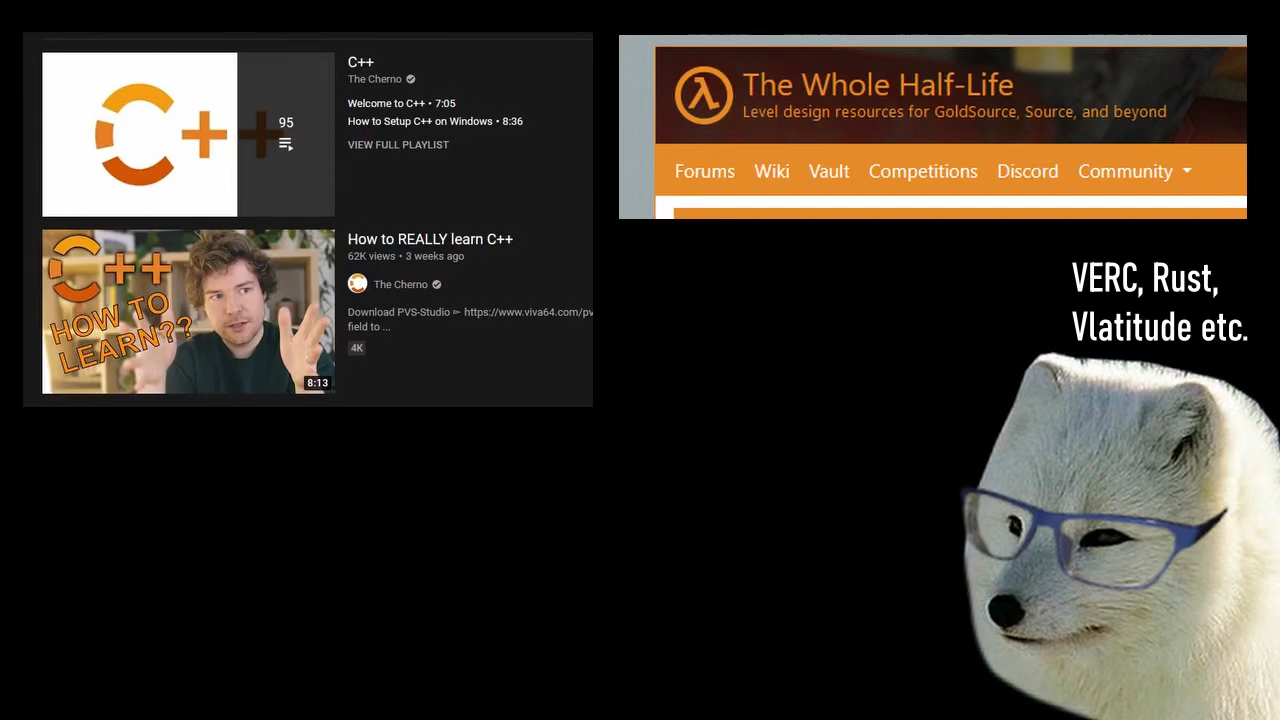 C++
95
C++
The Cherno
Welcome to C++ • 7:05
How to Setup C++ on Windows • 8:36
VIEW FULL PLAYLIST
C++
HOW TO
LEARN??
8:13
How to REALLY learn C++
62K views • 3 weeks ago
The Cherno
Download PVS-Studio ► https://www.viva64.com/pv
field to ...
4K
The Whole Half-Life
Level design resources for GoldSource, Source, and beyond
Forums Wiki Vault Competitions Discord Community
VERC, Rust,
Vlatitude etc.